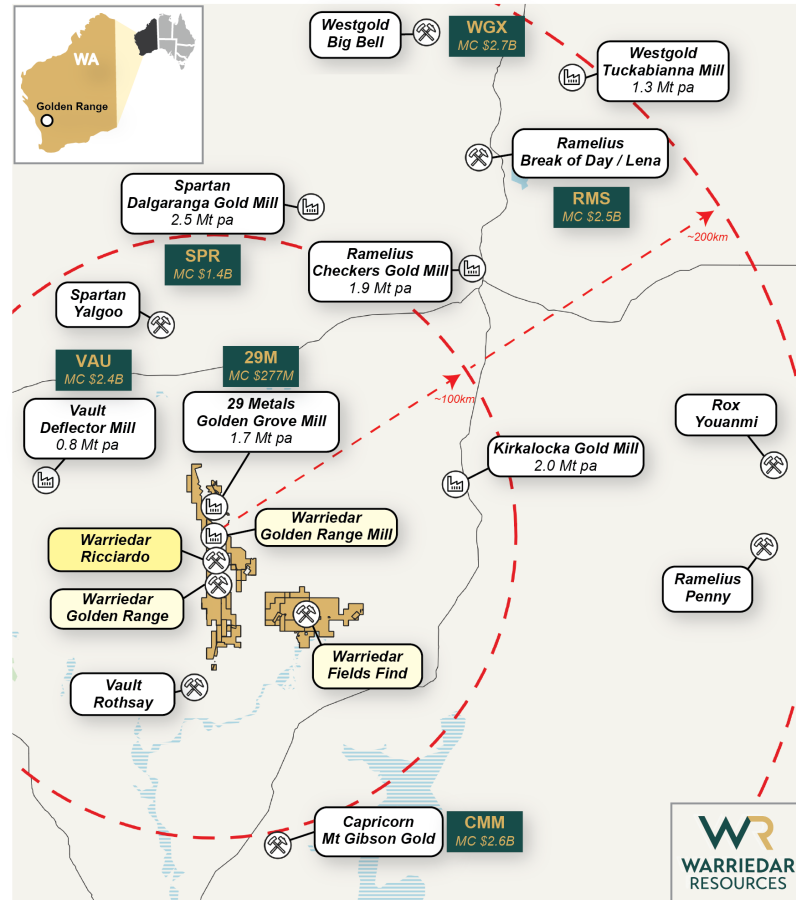 WA
Golden Range
Westgold
Big Bell
WGX
MC $2.7B
Westgold
Tuckabianna Mill
1.3 Mt pa
Ramelius
Break of Day / Lena
RMS
MC $2.5B
~200km
Spartan
Dalgaranga Gold Mill
2.5 Mt pa
SPR
MC $1.4B
Ramelius
Checkers Gold Mill
1.9 Mt pa
Spartan
Yalgoo
VAU
MC $2.4B
29M
MC $277M
~100km
Vault
Deflector Mill
0.8 Mt pa
29 Metals
Golden Grove Mill
1.7 Mt pa
Rox
Youanmi
Kirkalocka Gold Mill
2.0 Mt pa
Warriedar
Golden Range Mill
Warriedar
Ricciardo
Ramelius
Penny
Warriedar
Golden Range
Warriedar
Fields Find
Vault
Rothsay
Capricorn
Mt Gibson Gold
CMM
MC $2.6B
WR
WARRIEDAR
RESOURCES